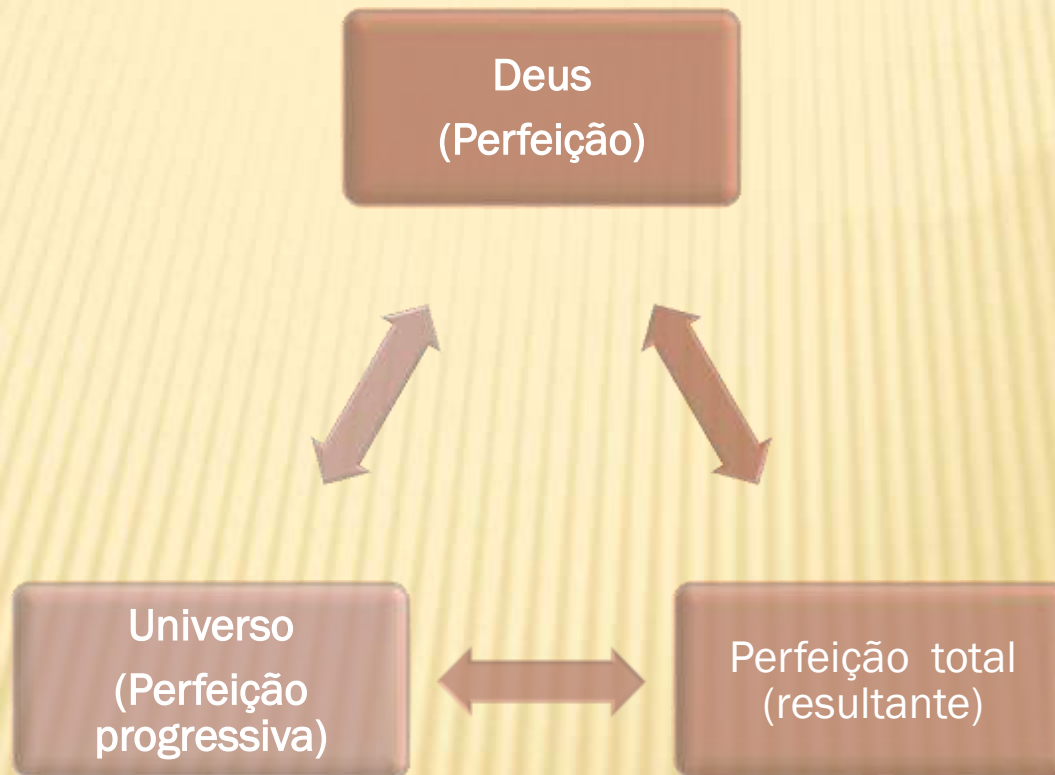 Deus
(Perfeição)
Universo
(Perfeição
progressiva)
Perfeição total
(resultante)